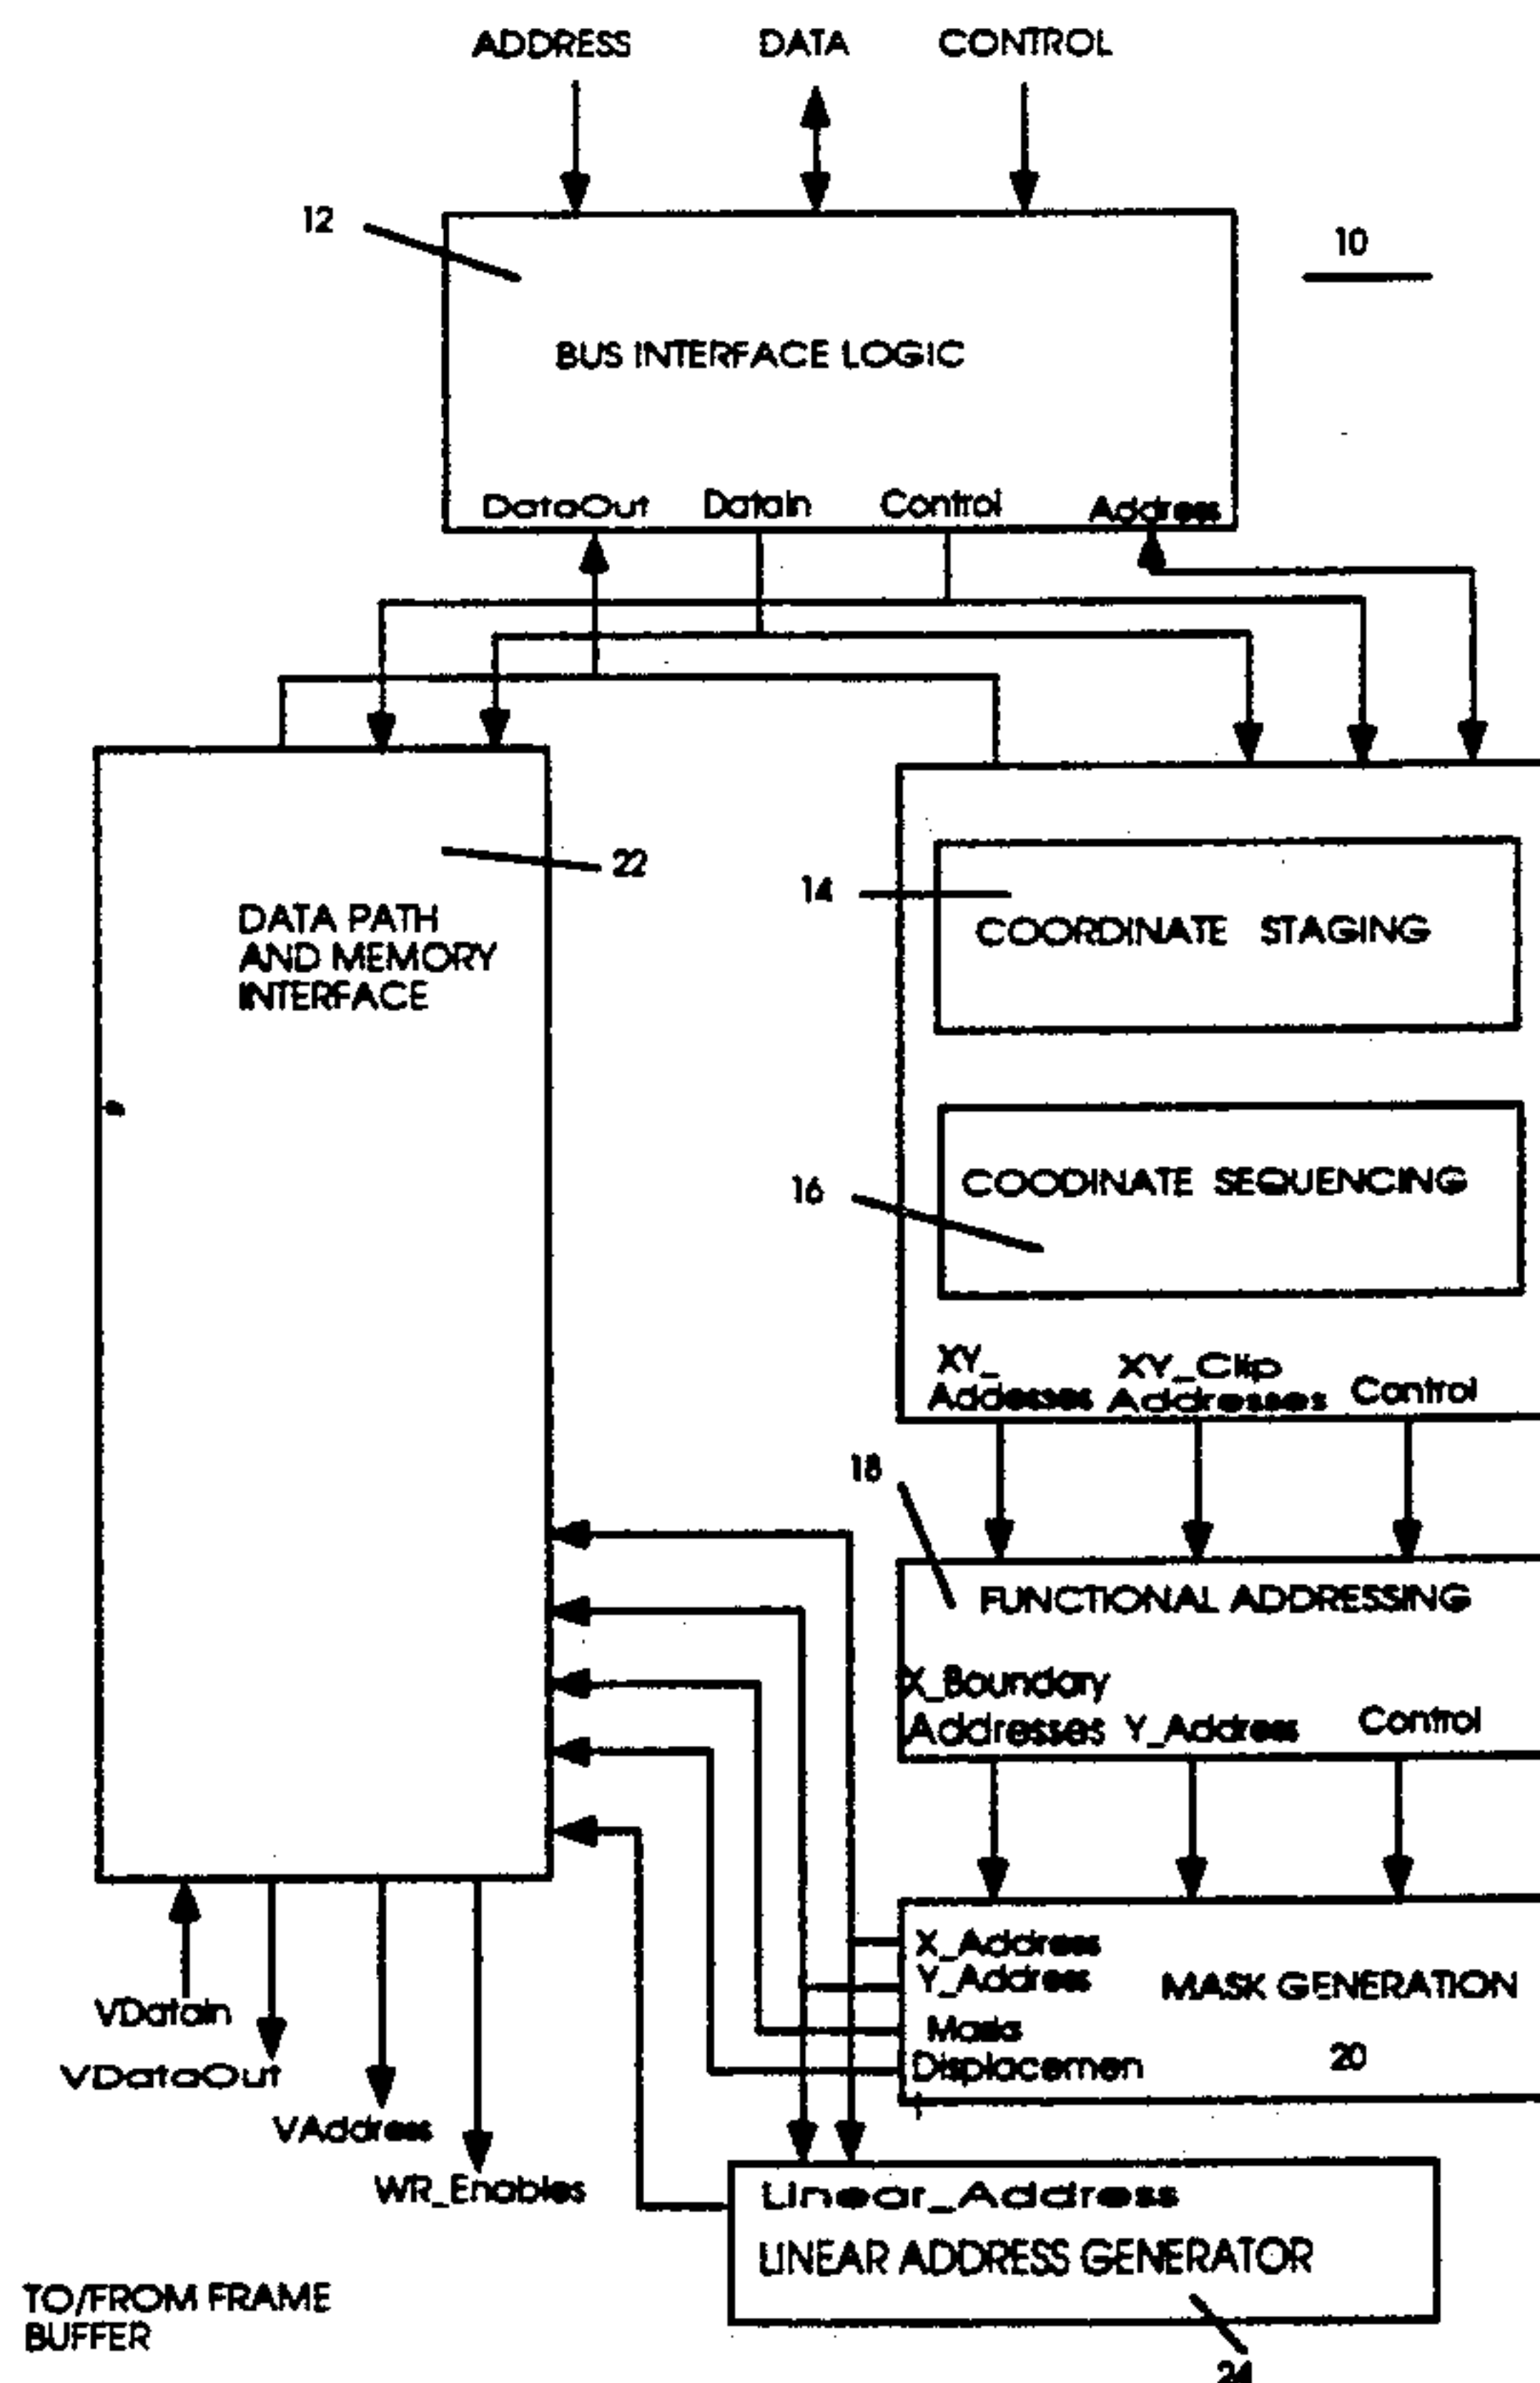 ADDRESS DATA CONTROL
12
10
BUS INTERFACE LOGIC
DataOut DataIn Control Address
22
14
DATA PATH
AND MEMORY
INTERFACE
COORDINATE STAGING
16
COODINATE SEQUENCING
XY_
Addesses
XY_Clip
Addresses
Control
18
FUNCTIONAL ADDRESSING
X_Boundary
Addresses Y_Address Control
X_Address
Y_Address
Mask
Displacemen
t
MASK GENERATION
20
VDataIn
VDataOut
VAddress
WR_Enables
Linear_Address
LINEAR ADDRESS GENERATOR
TO/FROM FRAME
BUFFER
24